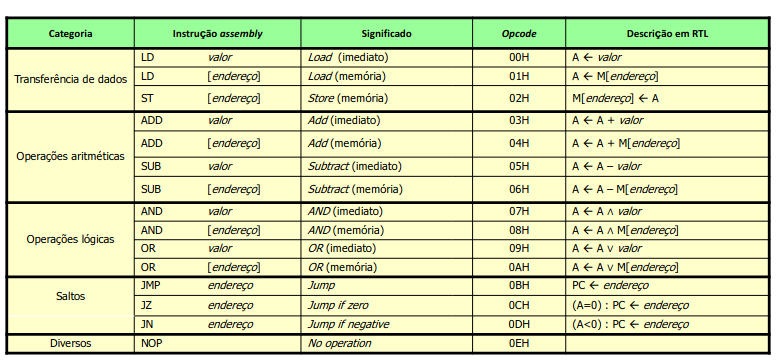 Categoria Instrução assembly Significado Opcode Descrição em RTL
Transferência de dados
LD valor Load (imediato) 00H A ← valor
LD [endereço] Load (memória) 01H A ← M[endereço]
ST [endereço] Store (memória) 02H M[endereço] ← A
Operações aritméticas
ADD valor Add (imediato) 03H A ← A + valor
ADD [endereço] Add (memória) 04H A ← A + M[endereço]
SUB valor Subtract (imediato) 05H A ← A – valor
SUB [endereço] Subtract (memória) 06H A ← A – M[endereço]
Operações lógicas
AND valor AND (imediato) 07H A ← A ∧ valor
AND [endereço] AND (memória) 08H A ← A ∧ M[endereço]
OR valor OR (imediato) 09H A ← A ∨ valor
OR [endereço] OR (memória) 0AH A ← A ∨ M[endereço]
Saltos
JMP endereço Jump 0BH PC ← endereço
JZ endereço Jump if zero 0CH (A=0) : PC ← endereço
JN endereço Jump if negative 0DH (A<0) : PC ← endereço
Diversos NOP No operation 0EH